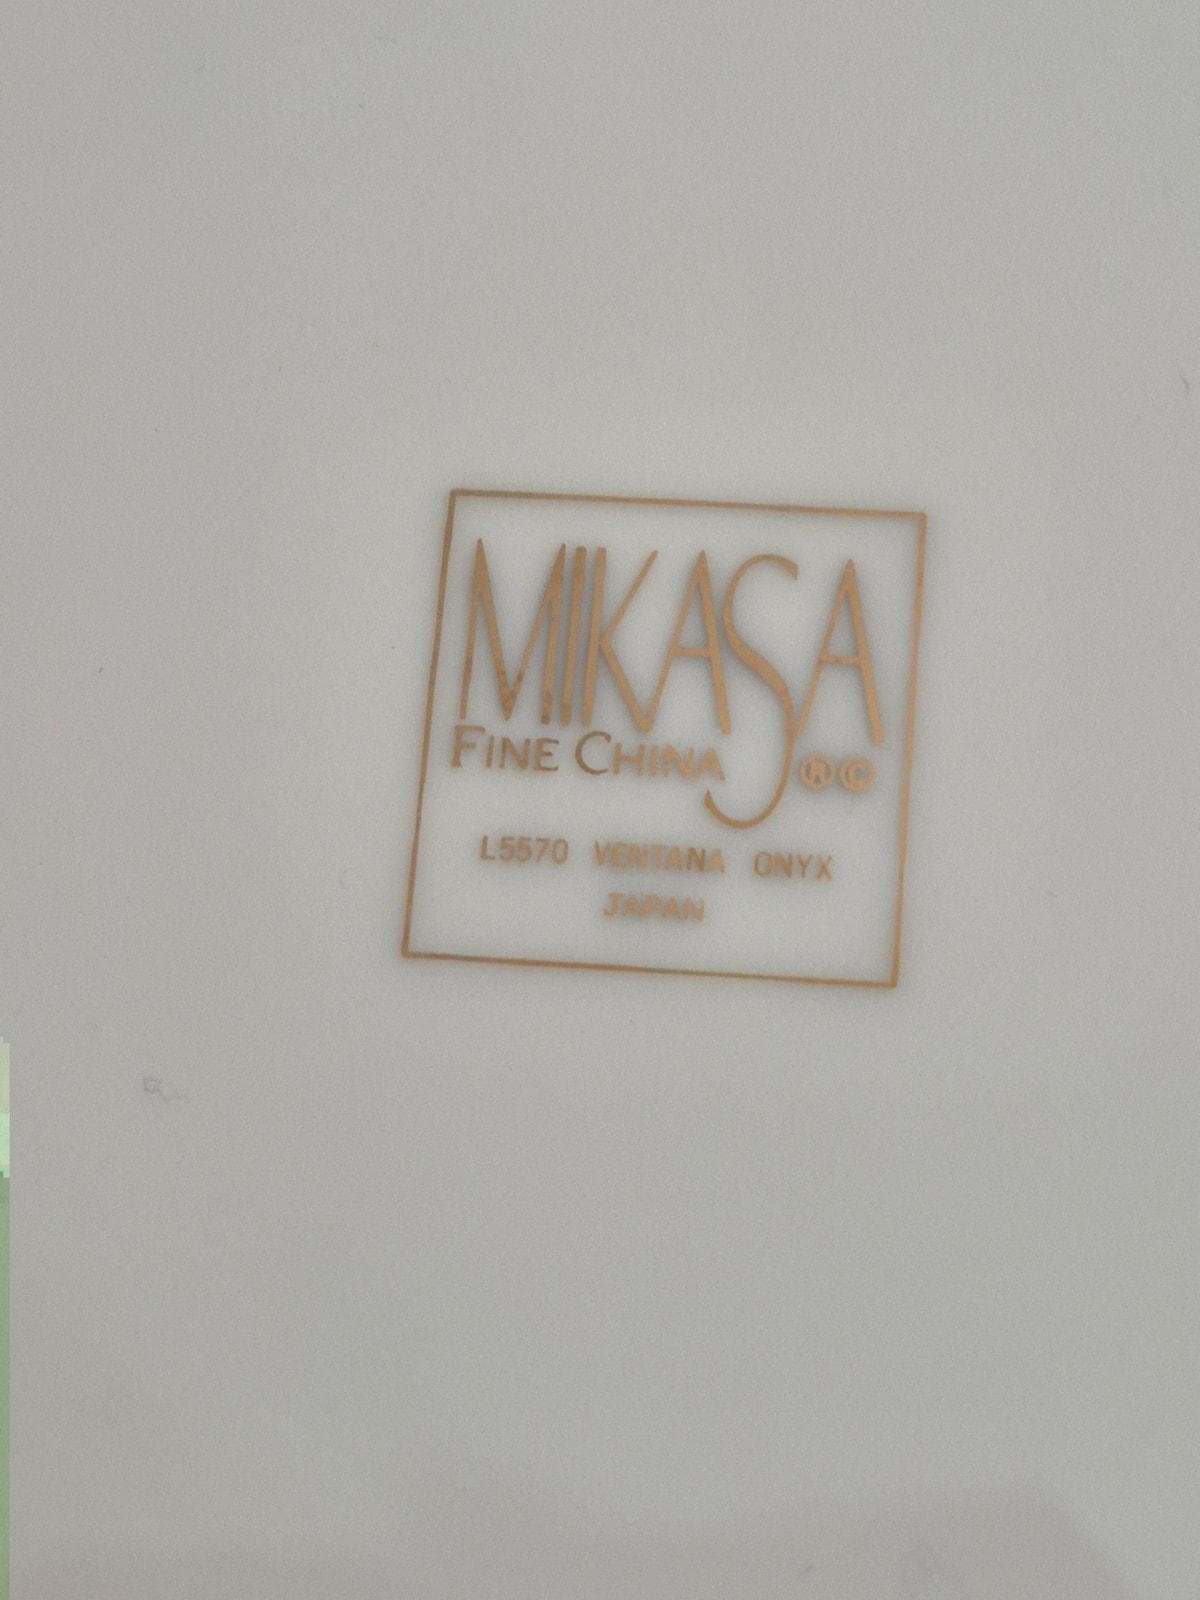 MIKASA
FINE CHINA ®©
L5570 VENTANA ONYX
JAPAN